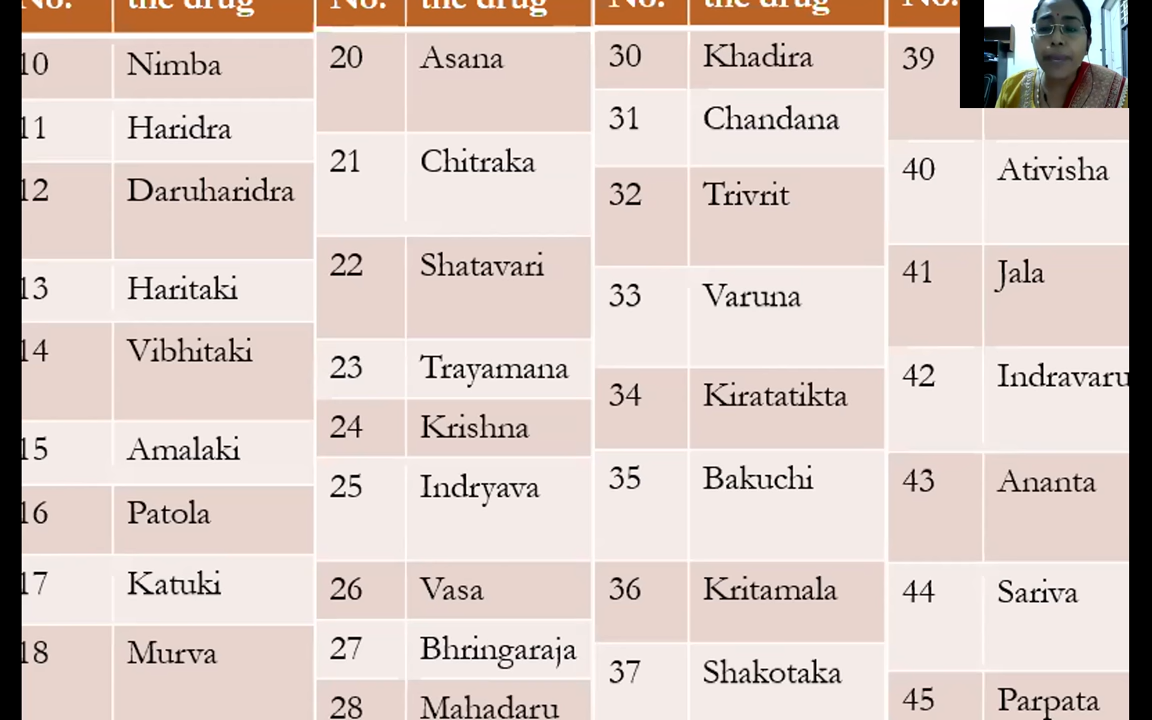 No. the drug
10 Nimba
11 Haridra
12 Daruharidra
13 Haritaki
14 Vibhitaki
15 Amalaki
16 Patola
17 Katuki
18 Murva
No. the drug
20 Asana
21 Chitraka
22 Shatavari
23 Trayamana
24 Krishna
25 Indryava
26 Vasa
27 Bhringaraja
28 Mahadaru
No. the drug
30 Khadira
31 Chandana
32 Trivrit
33 Varuna
34 Kiratatikta
35 Bakuchi
36 Kritamala
37 Shakotaka
No.
39
40 Ativisha
41 Jala
42 Indravaru
43 Ananta
44 Sariva
45 Parpata